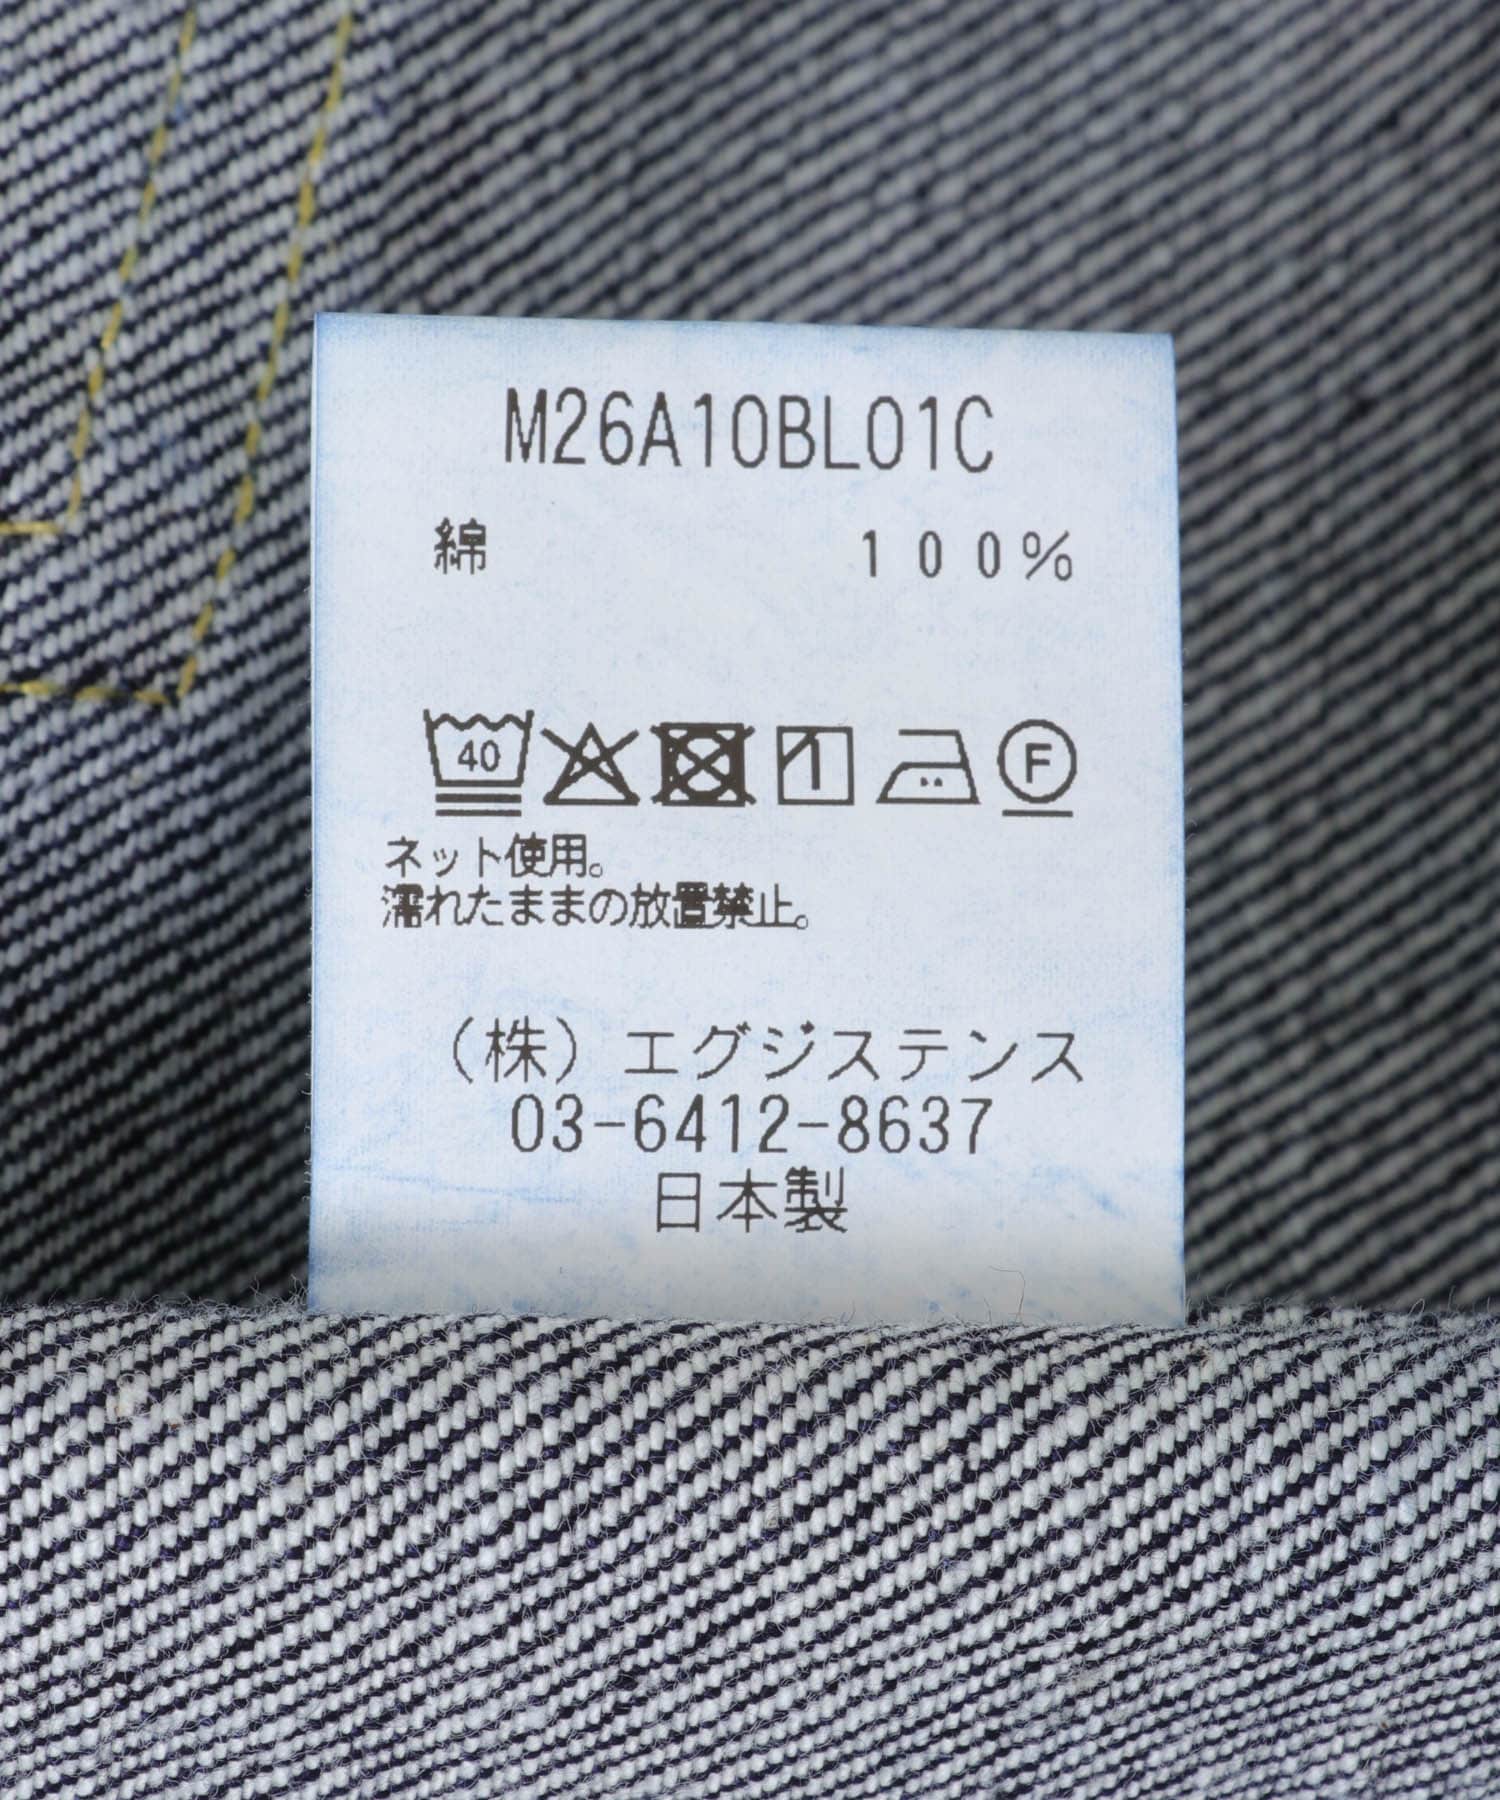 M26A10BL01C
綿 100%
40 F
ネット使用。
濡れたままの放置禁止。
(株)エグジステンス
03-6412-8637
日本製